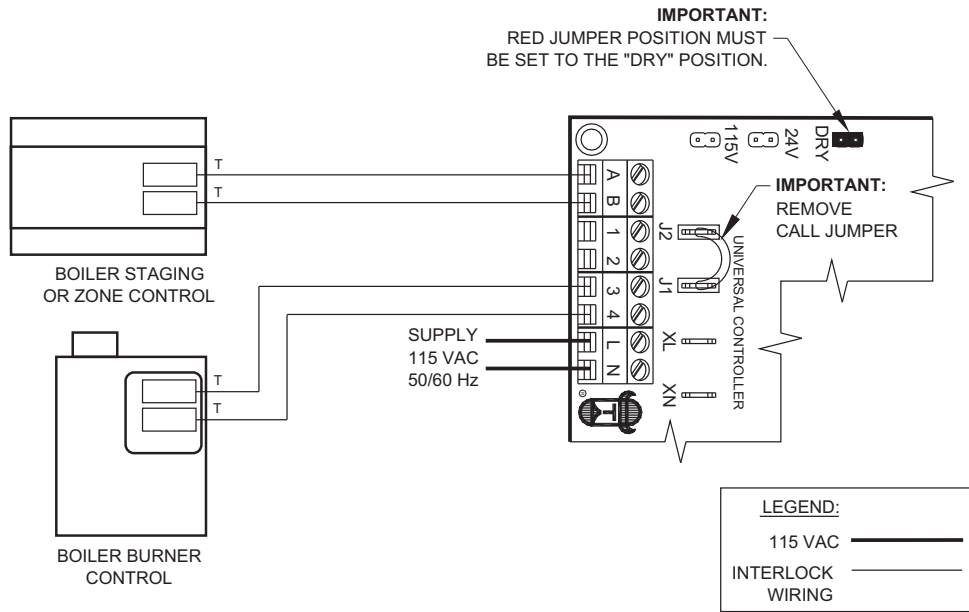 IMPORTANT:
RED JUMPER POSITION MUST
BE SET TO THE "DRY" POSITION.
115V
24V
DRY
T
T
A
B
1
2
3
4
L
N
J2
J1
XL
XN
UNIVERSAL CONTROLLER
IMPORTANT:
REMOVE
CALL JUMPER
BOILER STAGING
OR ZONE CONTROL
SUPPLY
115 VAC
50/60 Hz
T
T
BOILER BURNER
CONTROL
LEGEND:
115 VAC
INTERLOCK
WIRING